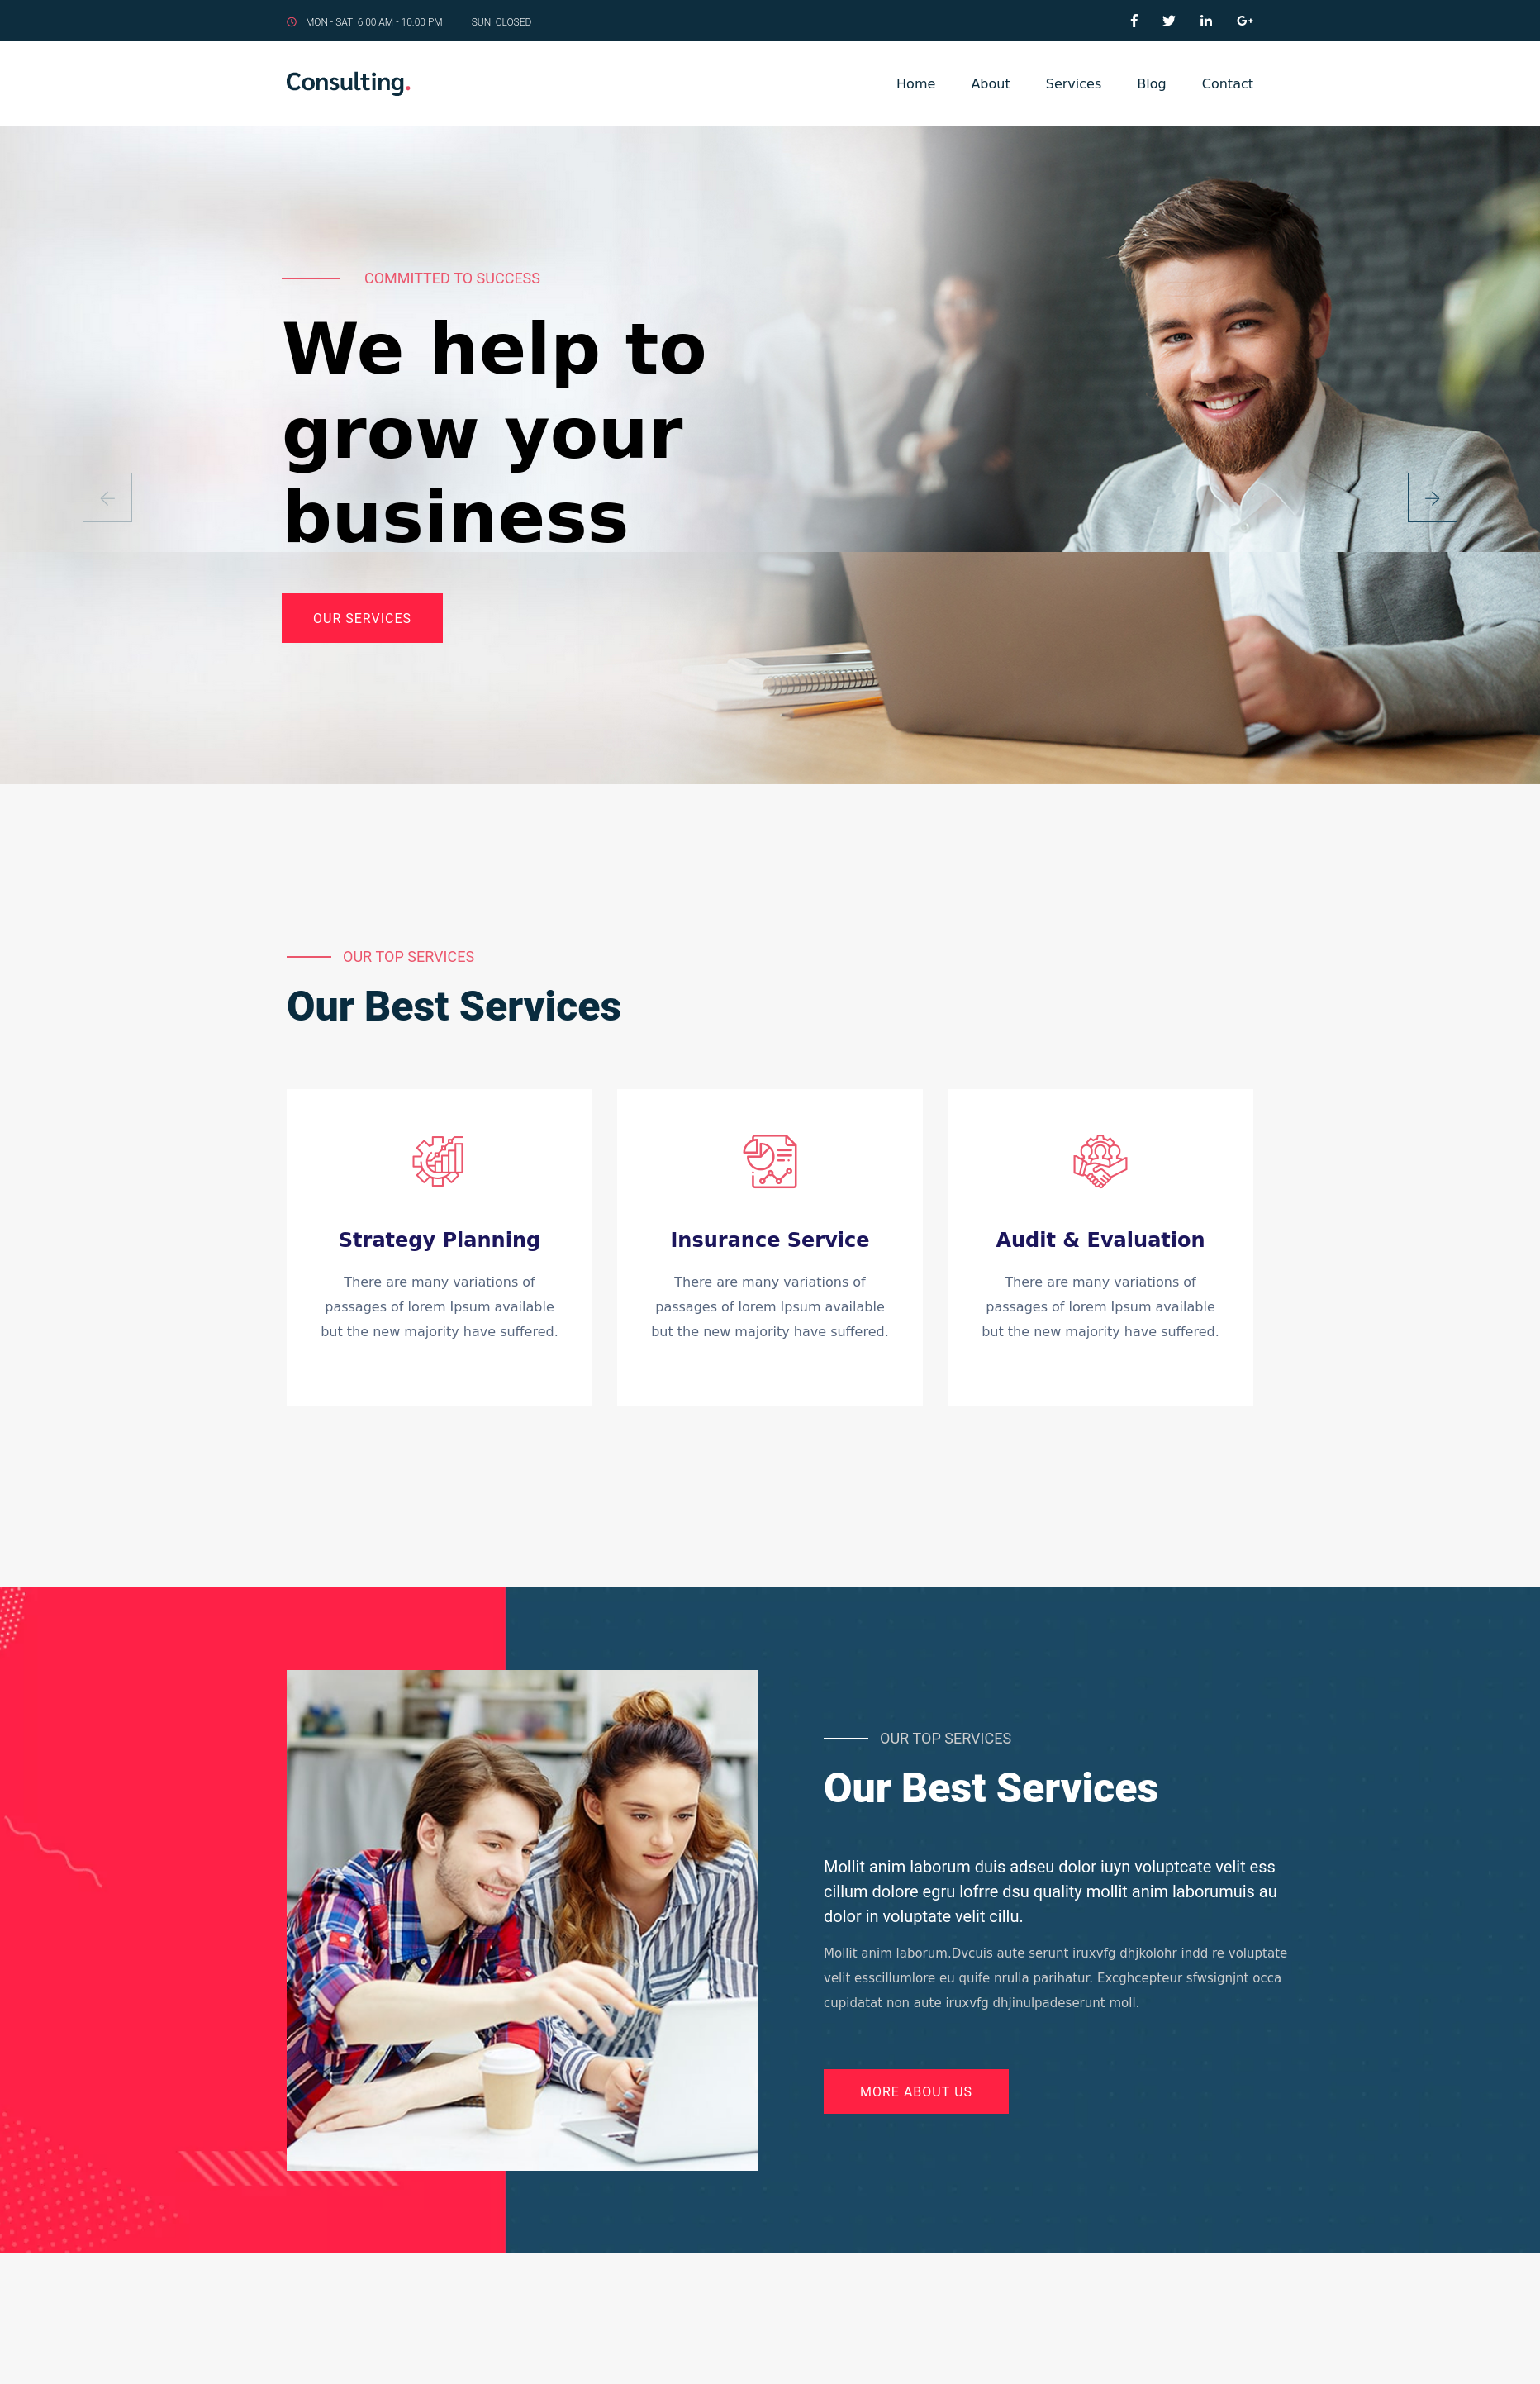 MON - SAT: 6.00 AM - 10.00 PM SUN: CLOSED
Consulting.
Home About Services Blog Contact
COMMITTED TO SUCCESS
We help to
grow your
business
OUR SERVICES
OUR TOP SERVICES
Our Best Services
Strategy Planning
There are many variations of
passages of lorem Ipsum available
but the new majority have suffered.
Insurance Service
There are many variations of
passages of lorem Ipsum available
but the new majority have suffered.
Audit & Evaluation
There are many variations of
passages of lorem Ipsum available
but the new majority have suffered.
OUR TOP SERVICES
Our Best Services
Mollit anim laborum duis adseu dolor iuyn voluptcate velit ess
cillum dolore egru lofrre dsu quality mollit anim laborumuis au
dolor in voluptate velit cillu.
Mollit anim laborum.Dvcuis aute serunt iruxvfg dhjkolohr indd re voluptate
velit esscillumlore eu quife nrulla parihatur. Excghcepteur sfwsignjnt occa
cupidatat non aute iruxvfg dhjinulpadeserunt moll.
MORE ABOUT US